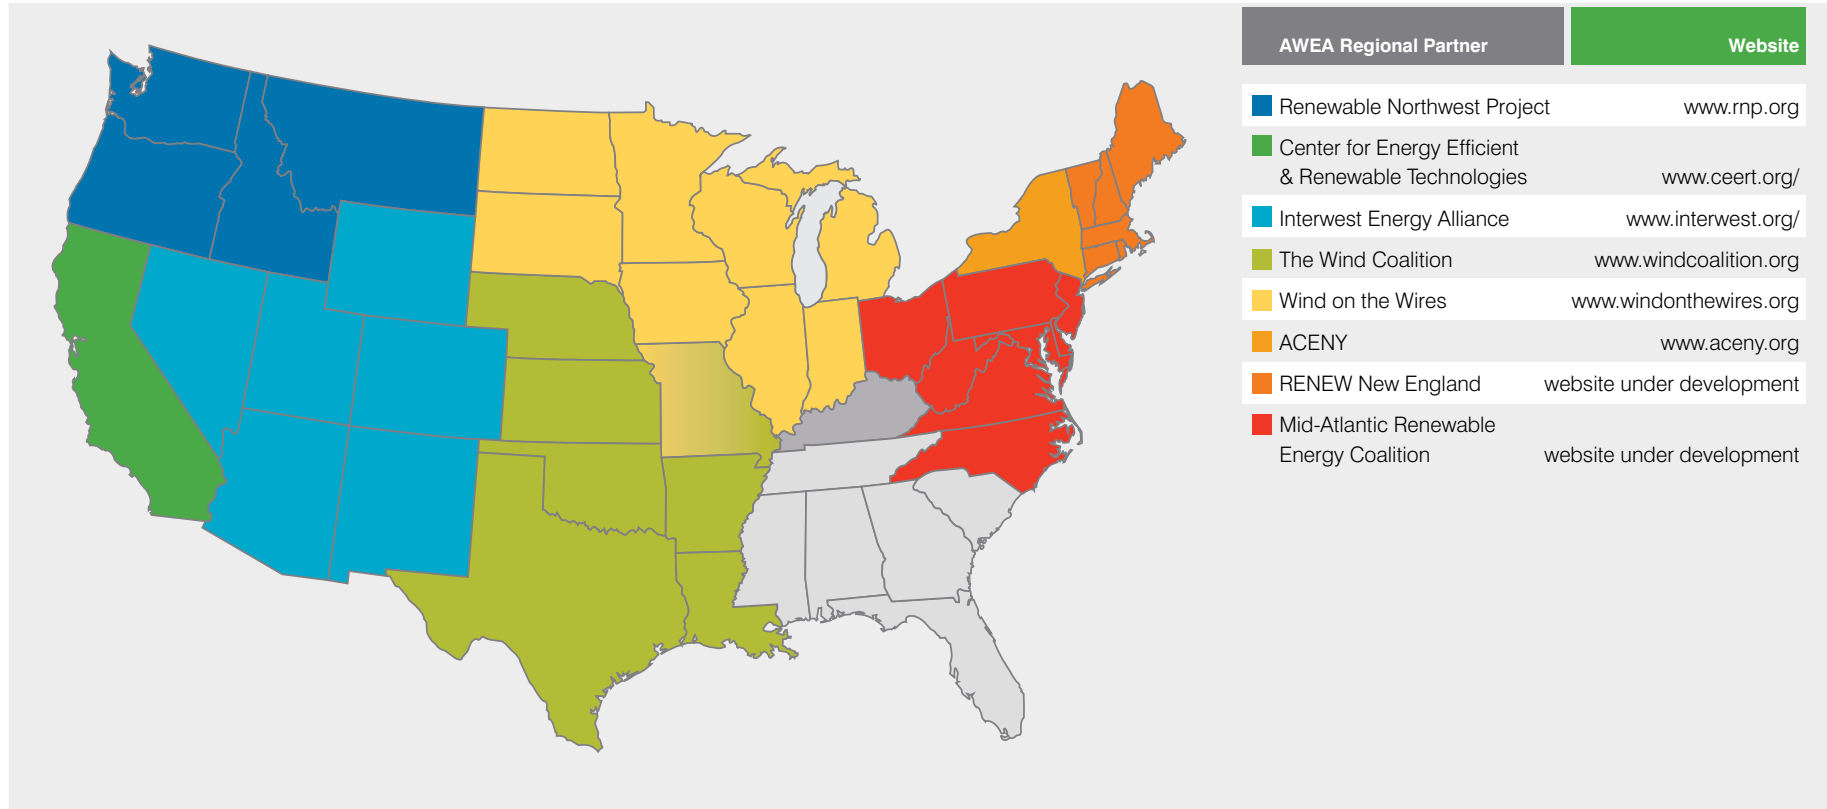 AWEA Regional Partner Website
Renewable Northwest Project www.rnp.org
Center for Energy Efficient
& Renewable Technologies www.ceert.org/
Interwest Energy Alliance www.interwest.org/
The Wind Coalition www.windcoalition.org
Wind on the Wires www.windonthewires.org
ACENY www.aceny.org
RENEW New England website under development
Mid-Atlantic Renewable
Energy Coalition website under development